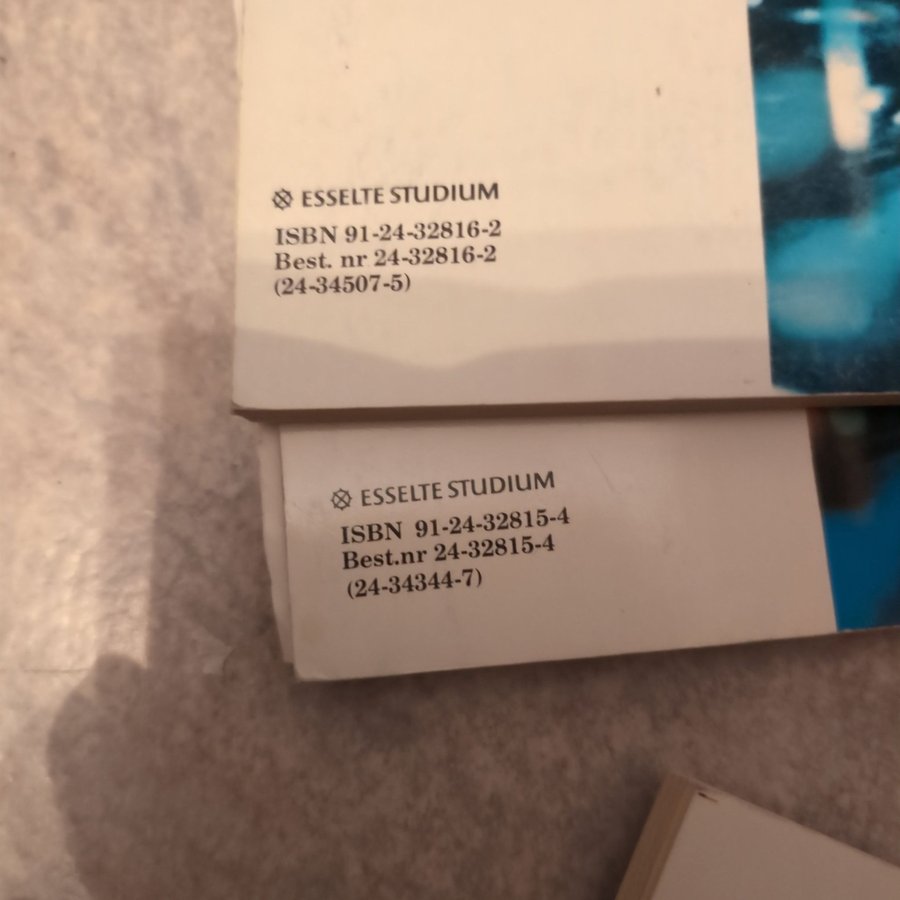 ESSELTE STUDIUM
ISBN 91-24-32816-2
Best. nr 24-32816-2
(24-34507-5)
ESSELTE STUDIUM
ISBN 91-24-32815-4
Best.nr 24-32815-4
(24-34344-7)